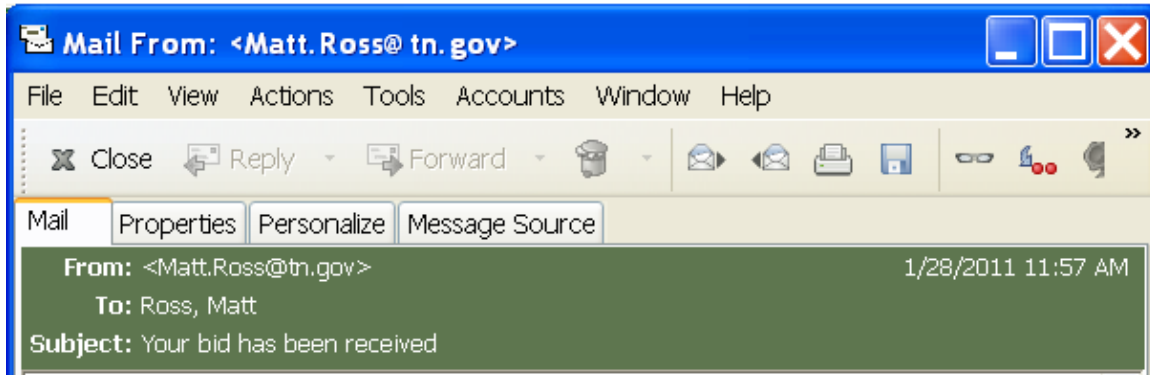 Mail From: <Matt.Ross@ tn. gov>
File Edit View Actions Tools Accounts Window Help
Close Reply Forward »
Mail Properties Personalize Message Source
From: <Matt.Ross@tn.gov> 1/28/2011 11:57 AM
To: Ross, Matt
Subject: Your bid has been received